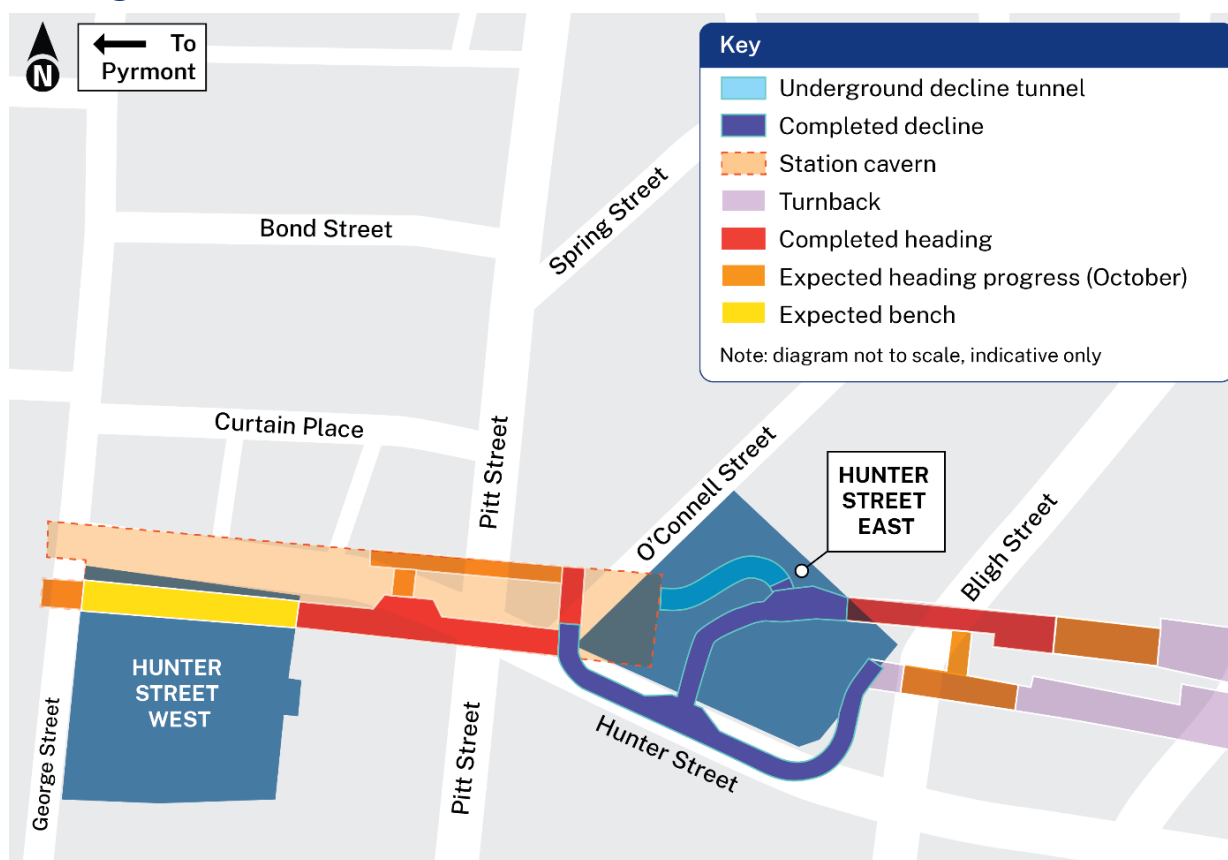 N
To
Pyrmont
Key
Underground decline tunnel
Completed decline
Station cavern
Turnback
Completed heading
Expected heading progress (October)
Expected bench
Note: diagram not to scale, indicative only
Bond Street
Spring Street
Curtain Place
Pitt Street
O'Connell Street
HUNTER
STREET
EAST
Bligh Street
HUNTER
STREET
WEST
George Street
Pitt Street
Hunter Street